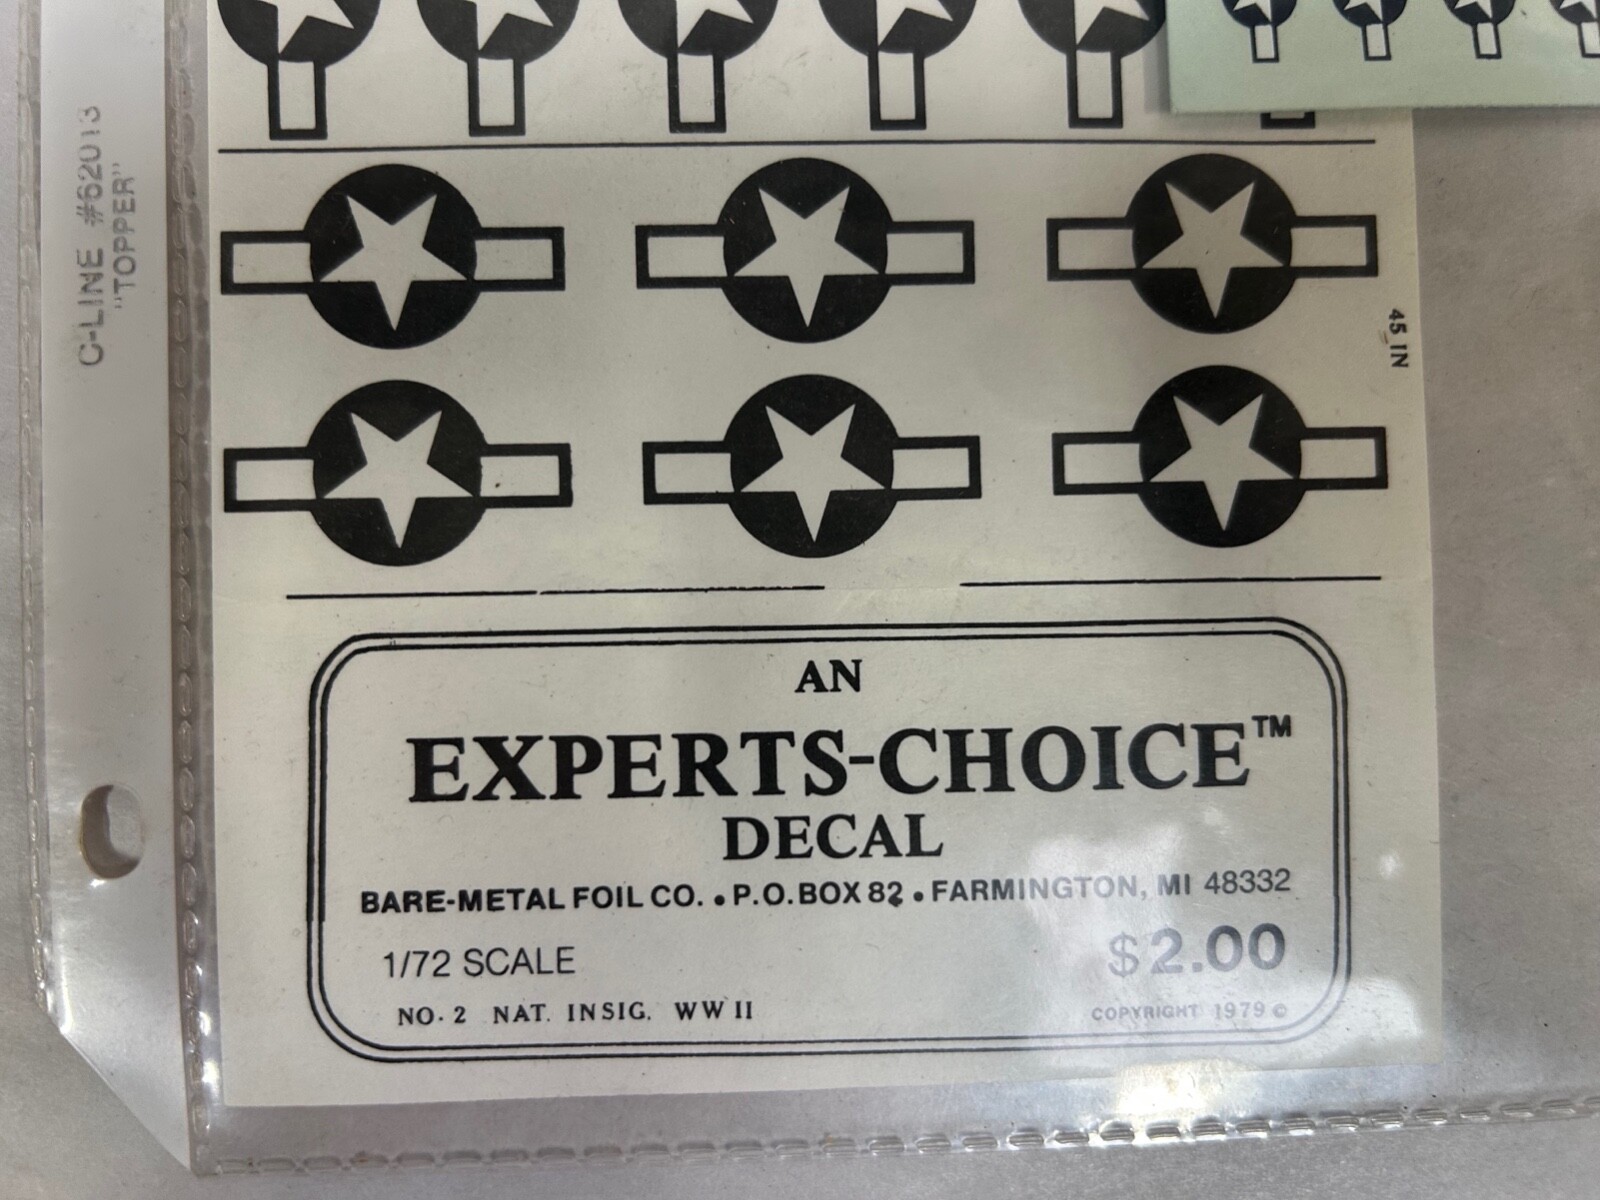 C-LINE #62013
"TOPPER"
45 IN
AN
EXPERTS-CHOICE™
DECAL
BARE-METAL FOIL CO. • P.O. BOX 82 • FARMINGTON, MI 48332
1/72 SCALE
$2.00
NO. 2 NAT. INSIG. WW II
COPYRIGHT 1979 ©